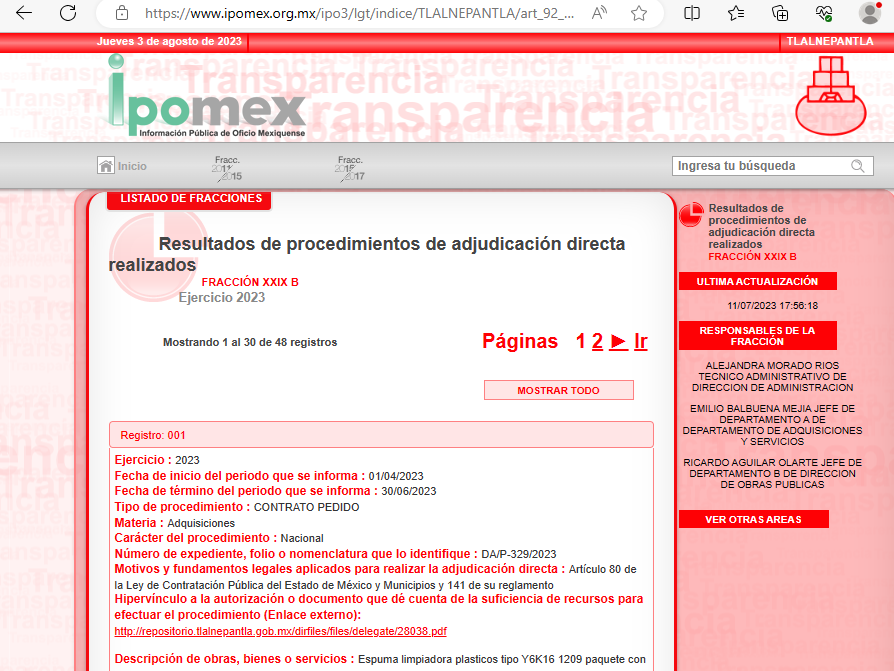 https://www.ipomex.org.mx/ipo3/lgt/indice/TLALNEPANTLA/art_92_...
Jueves 3 de agosto de 2023
TLALNEPANTLA
Transparencia
ipomex
Información Pública de Oficio Mexiquense
Inicio
Fracc.
2015
Fracc.
2017
Ingresa tu búsqueda
LISTADO DE FRACCIONES
Resultados de procedimientos de adjudicación directa
realizados
FRACCIÓN XXIX B
Ejercicio 2023
Mostrando 1 al 30 de 48 registros
Páginas 1 2 ► Ir
MOSTRAR TODO
Registro: 001
Ejercicio : 2023
Fecha de inicio del periodo que se informa : 01/04/2023
Fecha de término del periodo que se informa : 30/06/2023
Tipo de procedimiento : CONTRATO PEDIDO
Materia : Adquisiciones
Carácter del procedimiento : Nacional
Número de expediente, folio o nomenclatura que lo identifique : DA/P-329/2023
Motivos y fundamentos legales aplicados para realizar la adjudicación directa : Artículo 80 de
la Ley de Contratación Pública del Estado de México y Municipios y 141 de su reglamento
Hipervínculo a la autorización o documento que dé cuenta de la suficiencia de recursos para
efectuar el procedimiento (Enlace externo):
http://repositorio.tlalnepantla.gob.mx/dirfiles/files/delegate/28038.pdf
Descripción de obras, bienes o servicios : Espuma limpiadora plasticos tipo Y6K16 1209 paquete con
Resultados de
procedimientos de
adjudicación directa
realizados
FRACCIÓN XXIX B
ULTIMA ACTUALIZACIÓN
11/07/2023 17:56:18
RESPONSABLES DE LA
FRACCIÓN
ALEJANDRA MORADO RIOS
TECNICO ADMINISTRATIVO DE
DIRECCION DE ADMINISTRACION
EMILIO BALBUENA MEJIA JEFE DE
DEPARTAMENTO A DE
DEPARTAMENTO DE ADQUISICIONES
Y SERVICIOS
RICARDO AGUILAR OLARTE JEFE DE
DEPARTAMENTO B DE DIRECCION
DE OBRAS PUBLICAS
VER OTRAS AREAS